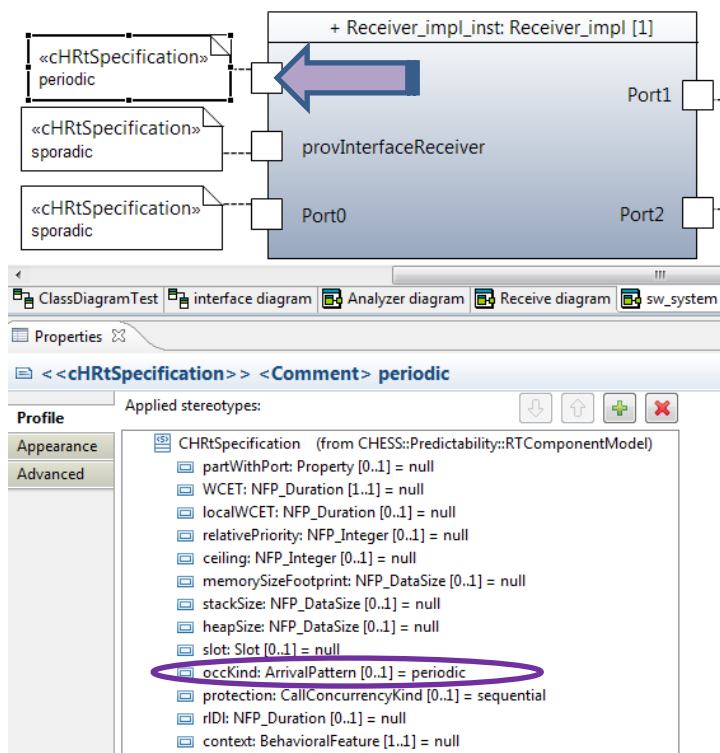 + Receiver_impl_inst: Receiver_impl [1]
«cHRtSpecification»
periodic
Port1
«cHRtSpecification»
sporadic
provInterfaceReceiver
«cHRtSpecification»
sporadic
Port0
Port2
ClassDiagramTest interface diagram Analyzer diagram Receive diagram sw_system
Properties
<<cHRtSpecification>> <Comment> periodic
Profile
Appearance
Advanced
Applied stereotypes:
CHRtSpecification (from CHESS::Predictability::RTComponentModel)
partWithPort: Property [0..1] = null
WCET: NFP_Duration [1..1] = null
localWCET: NFP_Duration [0..1] = null
relativePriority: NFP_Integer [0..1] = null
ceiling: NFP_Integer [0..1] = null
memorySizeFootprint: NFP_DataSize [0..1] = null
stackSize: NFP_DataSize [0..1] = null
heapSize: NFP_DataSize [0..1] = null
slot: Slot [0..1] = null
occKind: ArrivalPattern [0..1] = periodic
protection: CallConcurrencyKind [0..1] = sequential
rlDl: NFP_Duration [0..1] = null
context: BehavioralFeature [1..1] = null